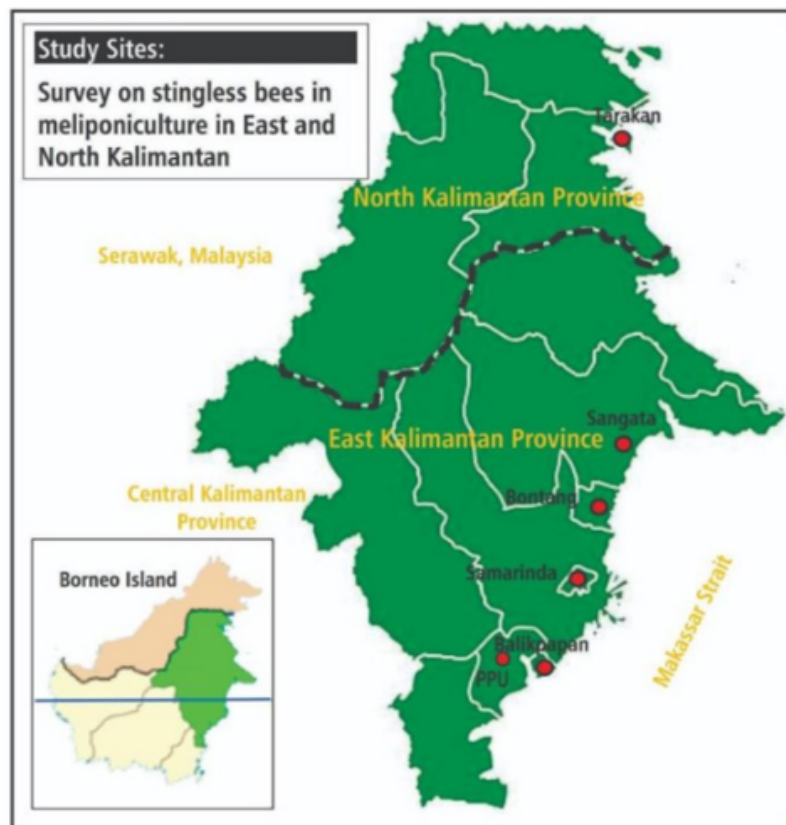 Study Sites:
Survey on stingless bees in
meliponiculture in East and
North Kalimantan
Tarakan
North Kalimantan Province
Serawak, Malaysia
Sangata
East Kalimantan Province
Central Kalimantan
Province
Bontang
Borneo Island
Samarinda
Makassar Strait
Balikpapan
PPU